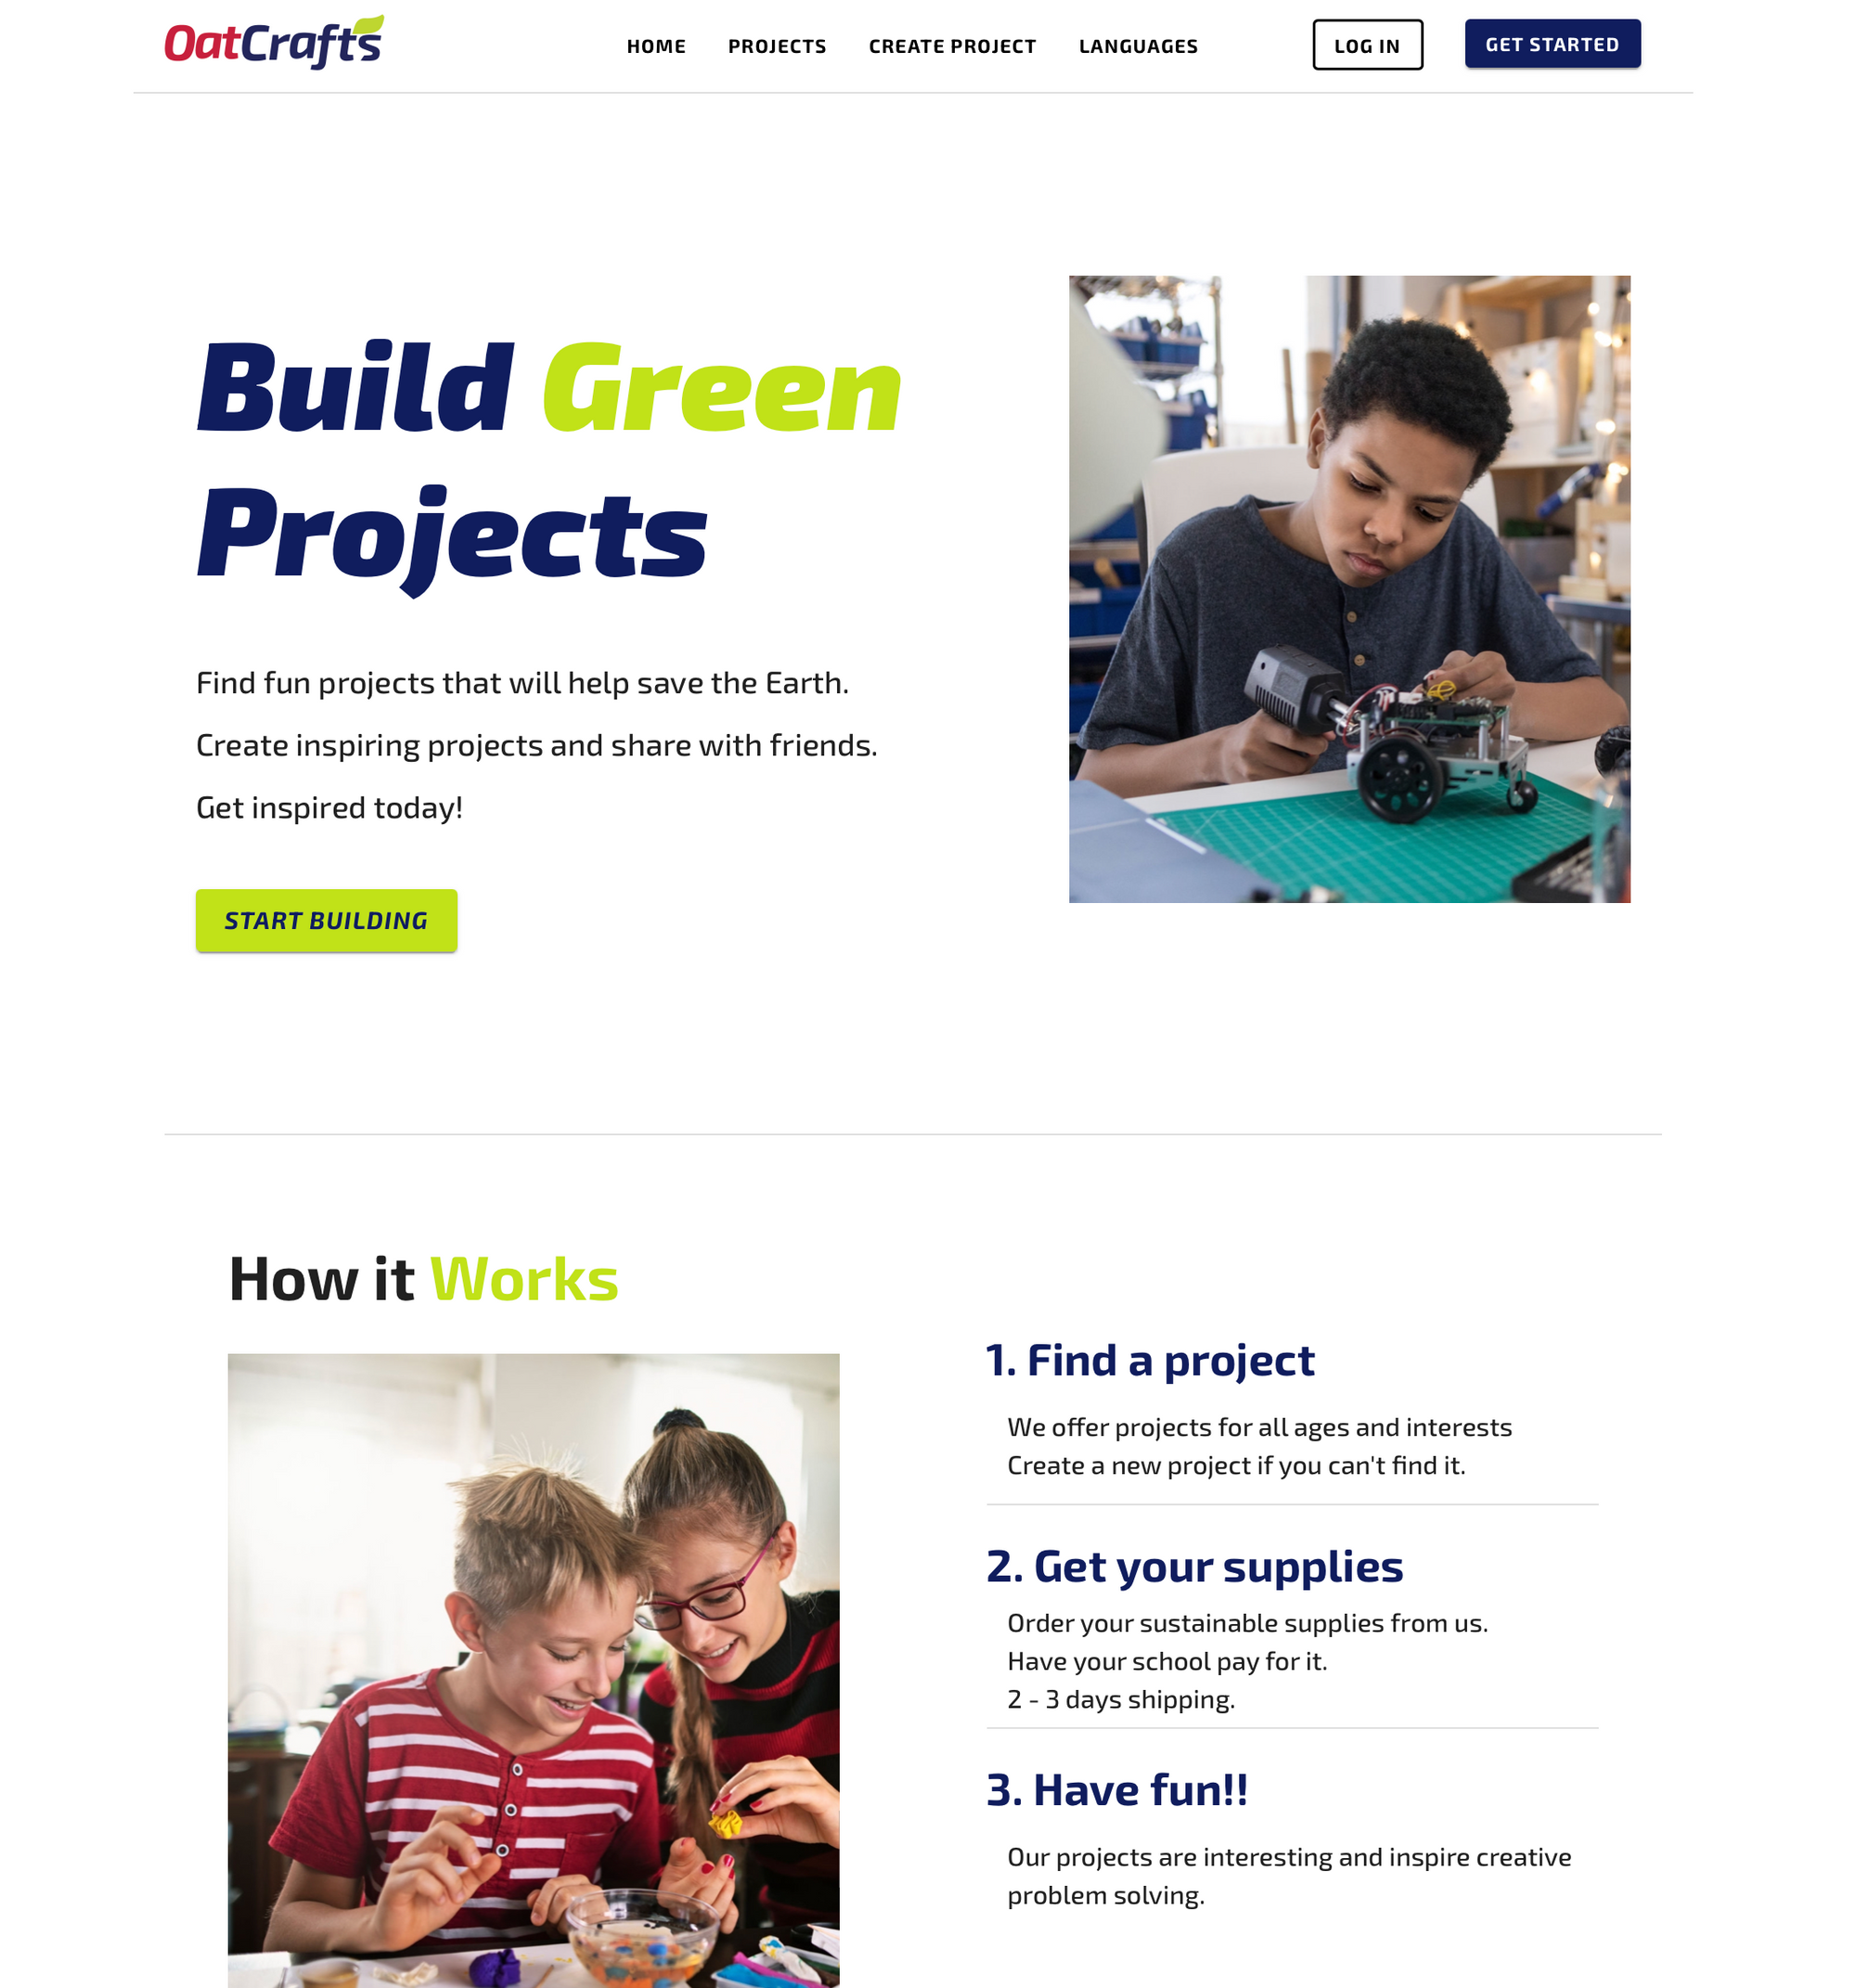 OatCrafts
HOME PROJECTS CREATE PROJECT LANGUAGES LOG IN GET STARTED
Build Green
Projects
Find fun projects that will help save the Earth.
Create inspiring projects and share with friends.
Get inspired today!
START BUILDING
How it Works
1. Find a project
We offer projects for all ages and interests
Create a new project if you can't find it.
2. Get your supplies
Order your sustainable supplies from us.
Have your school pay for it.
2 - 3 days shipping.
3. Have fun!!
Our projects are interesting and inspire creative
problem solving.